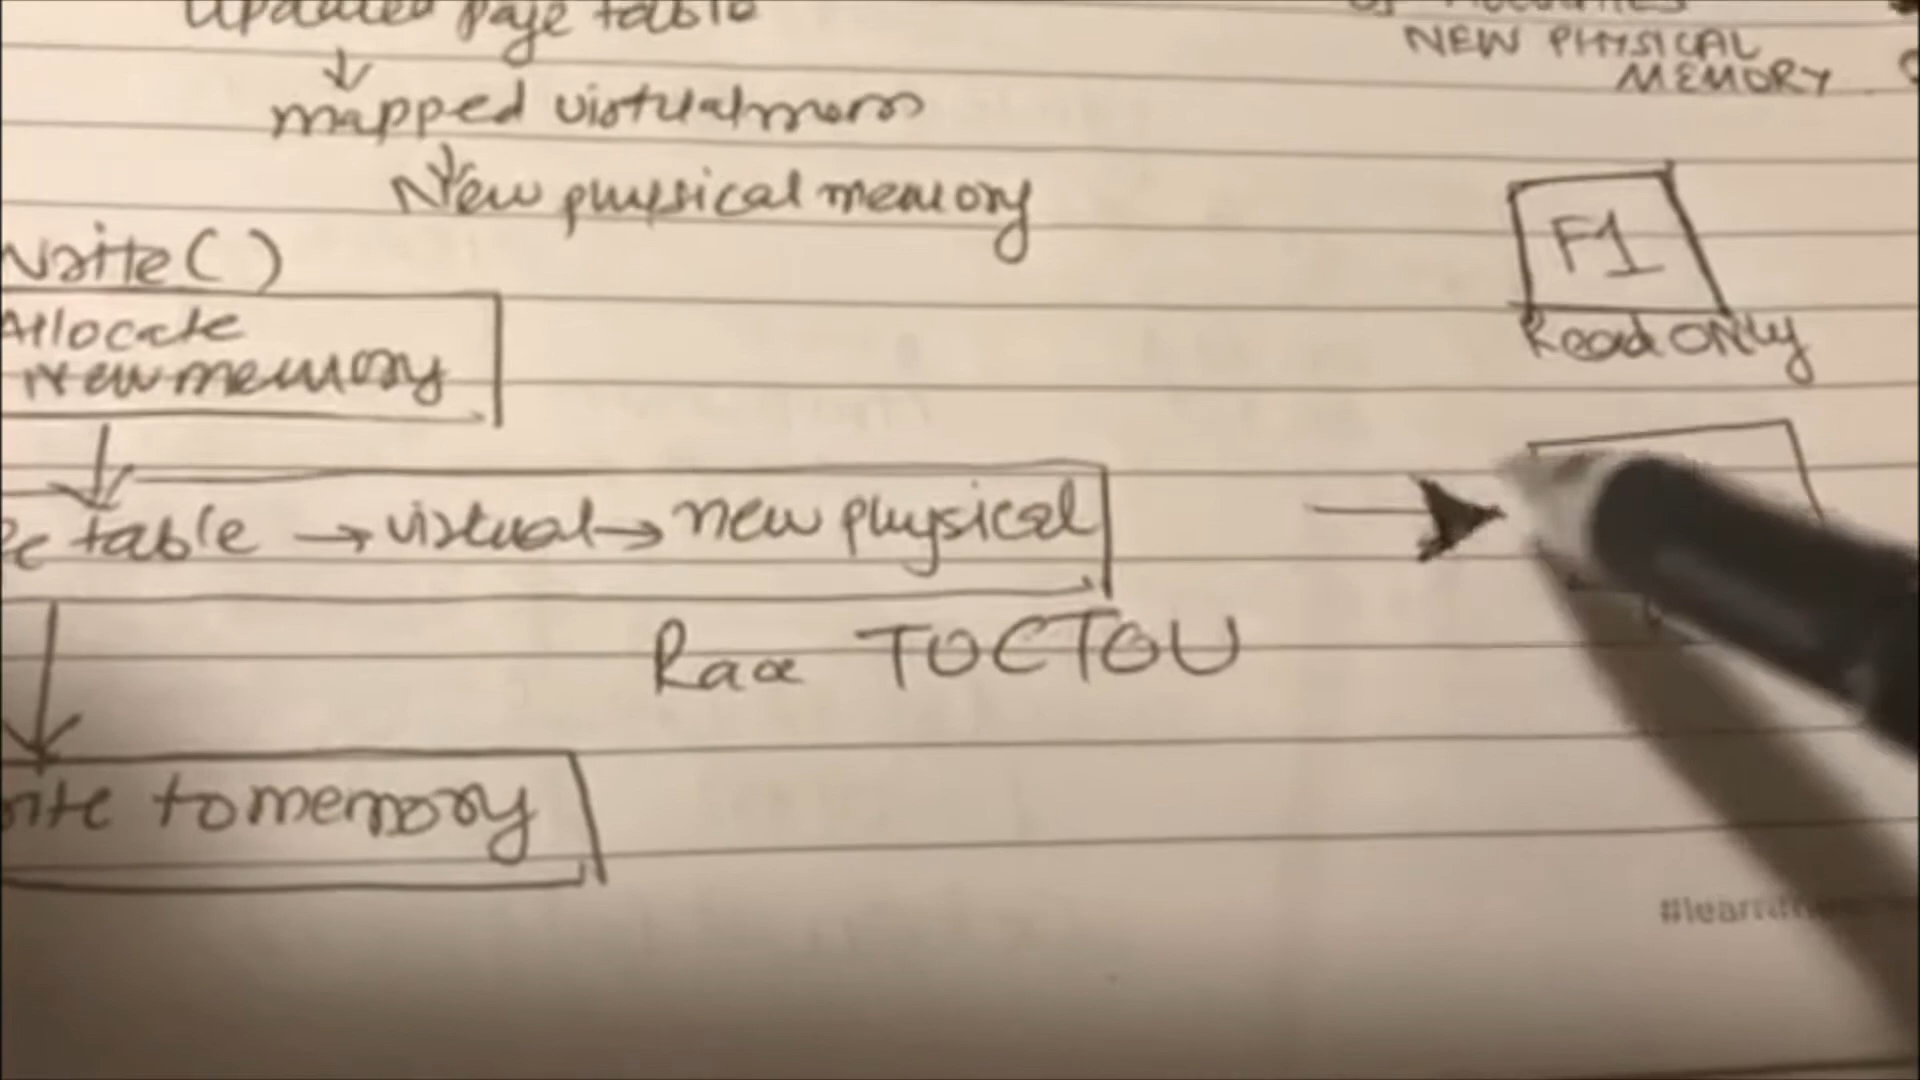 Updated page table
NEW PHYSICAL
MEMORY
mapped virtual mem
New physical memory
F1
Read only
Write()
Allocate
New memory
table → virtual → new physical
Race TOCTOU
to memory